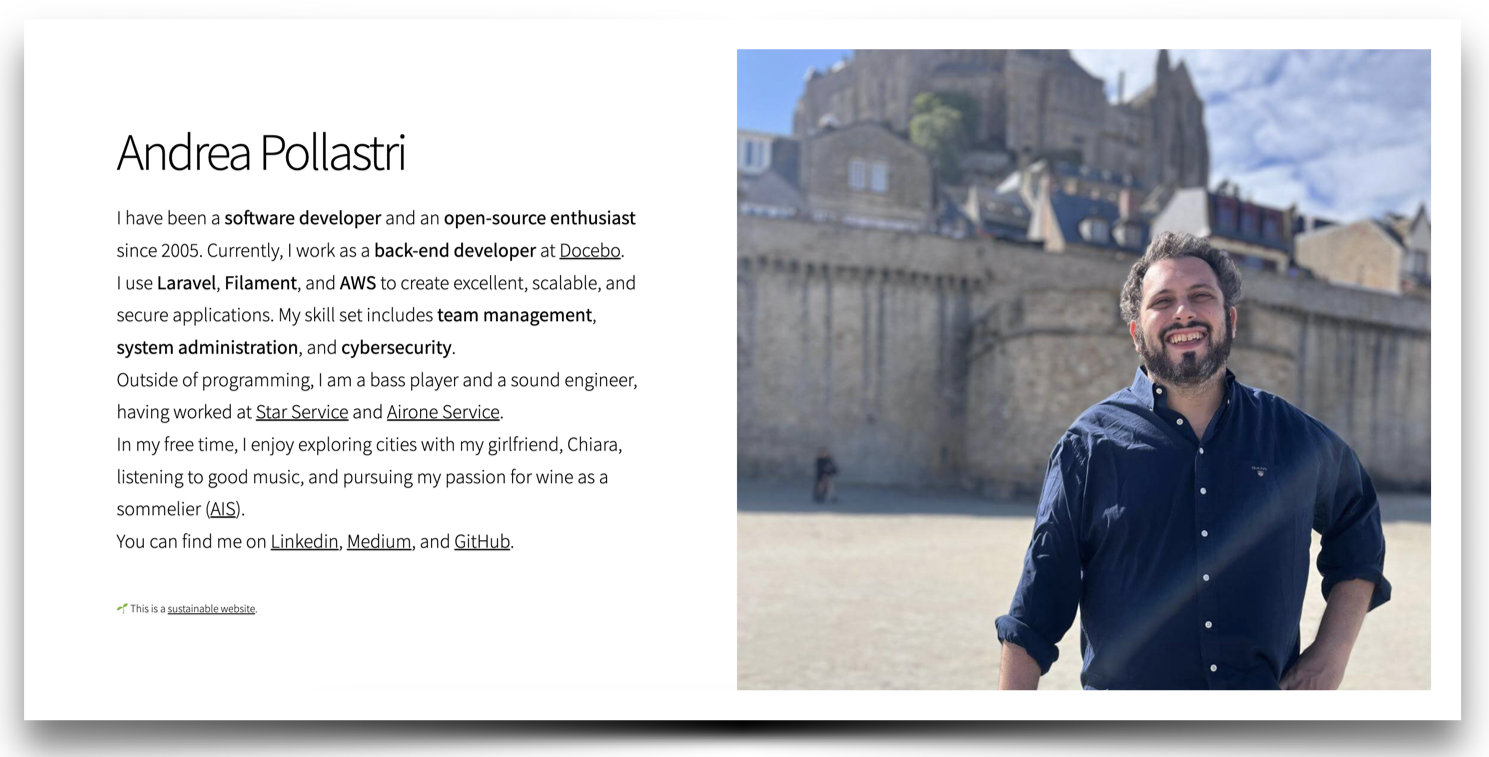 Andrea Pollastri
I have been a software developer and an open-source enthusiast
since 2005. Currently, I work as a back-end developer at Docebo.
I use Laravel, Filament, and AWS to create excellent, scalable, and
secure applications. My skill set includes team management,
system administration, and cybersecurity.
Outside of programming, I am a bass player and a sound engineer,
having worked at Star Service and Airone Service.
In my free time, I enjoy exploring cities with my girlfriend, Chiara,
listening to good music, and pursuing my passion for wine as a
sommelier (AIS).
You can find me on Linkedin, Medium, and GitHub.
🌱 This is a sustainable website.